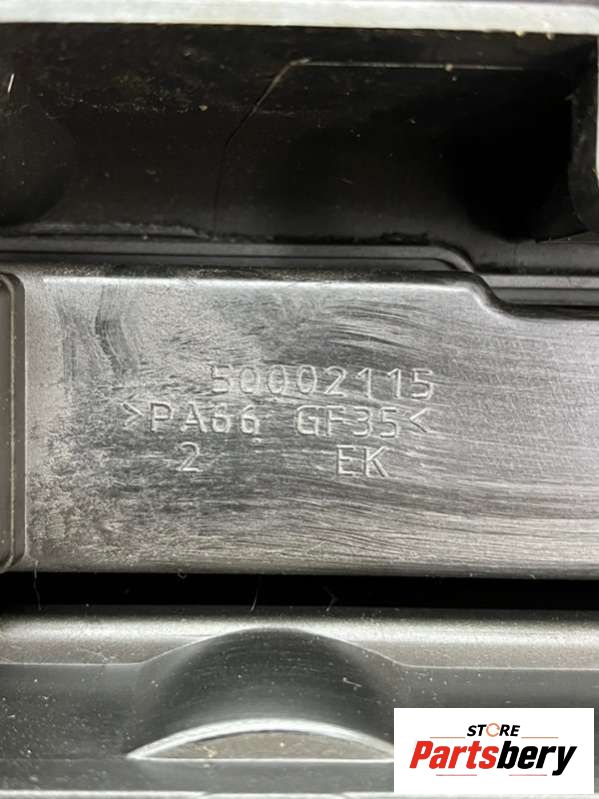 50002115
>PA66 GF35<
2 EK
STORE
Partsbery